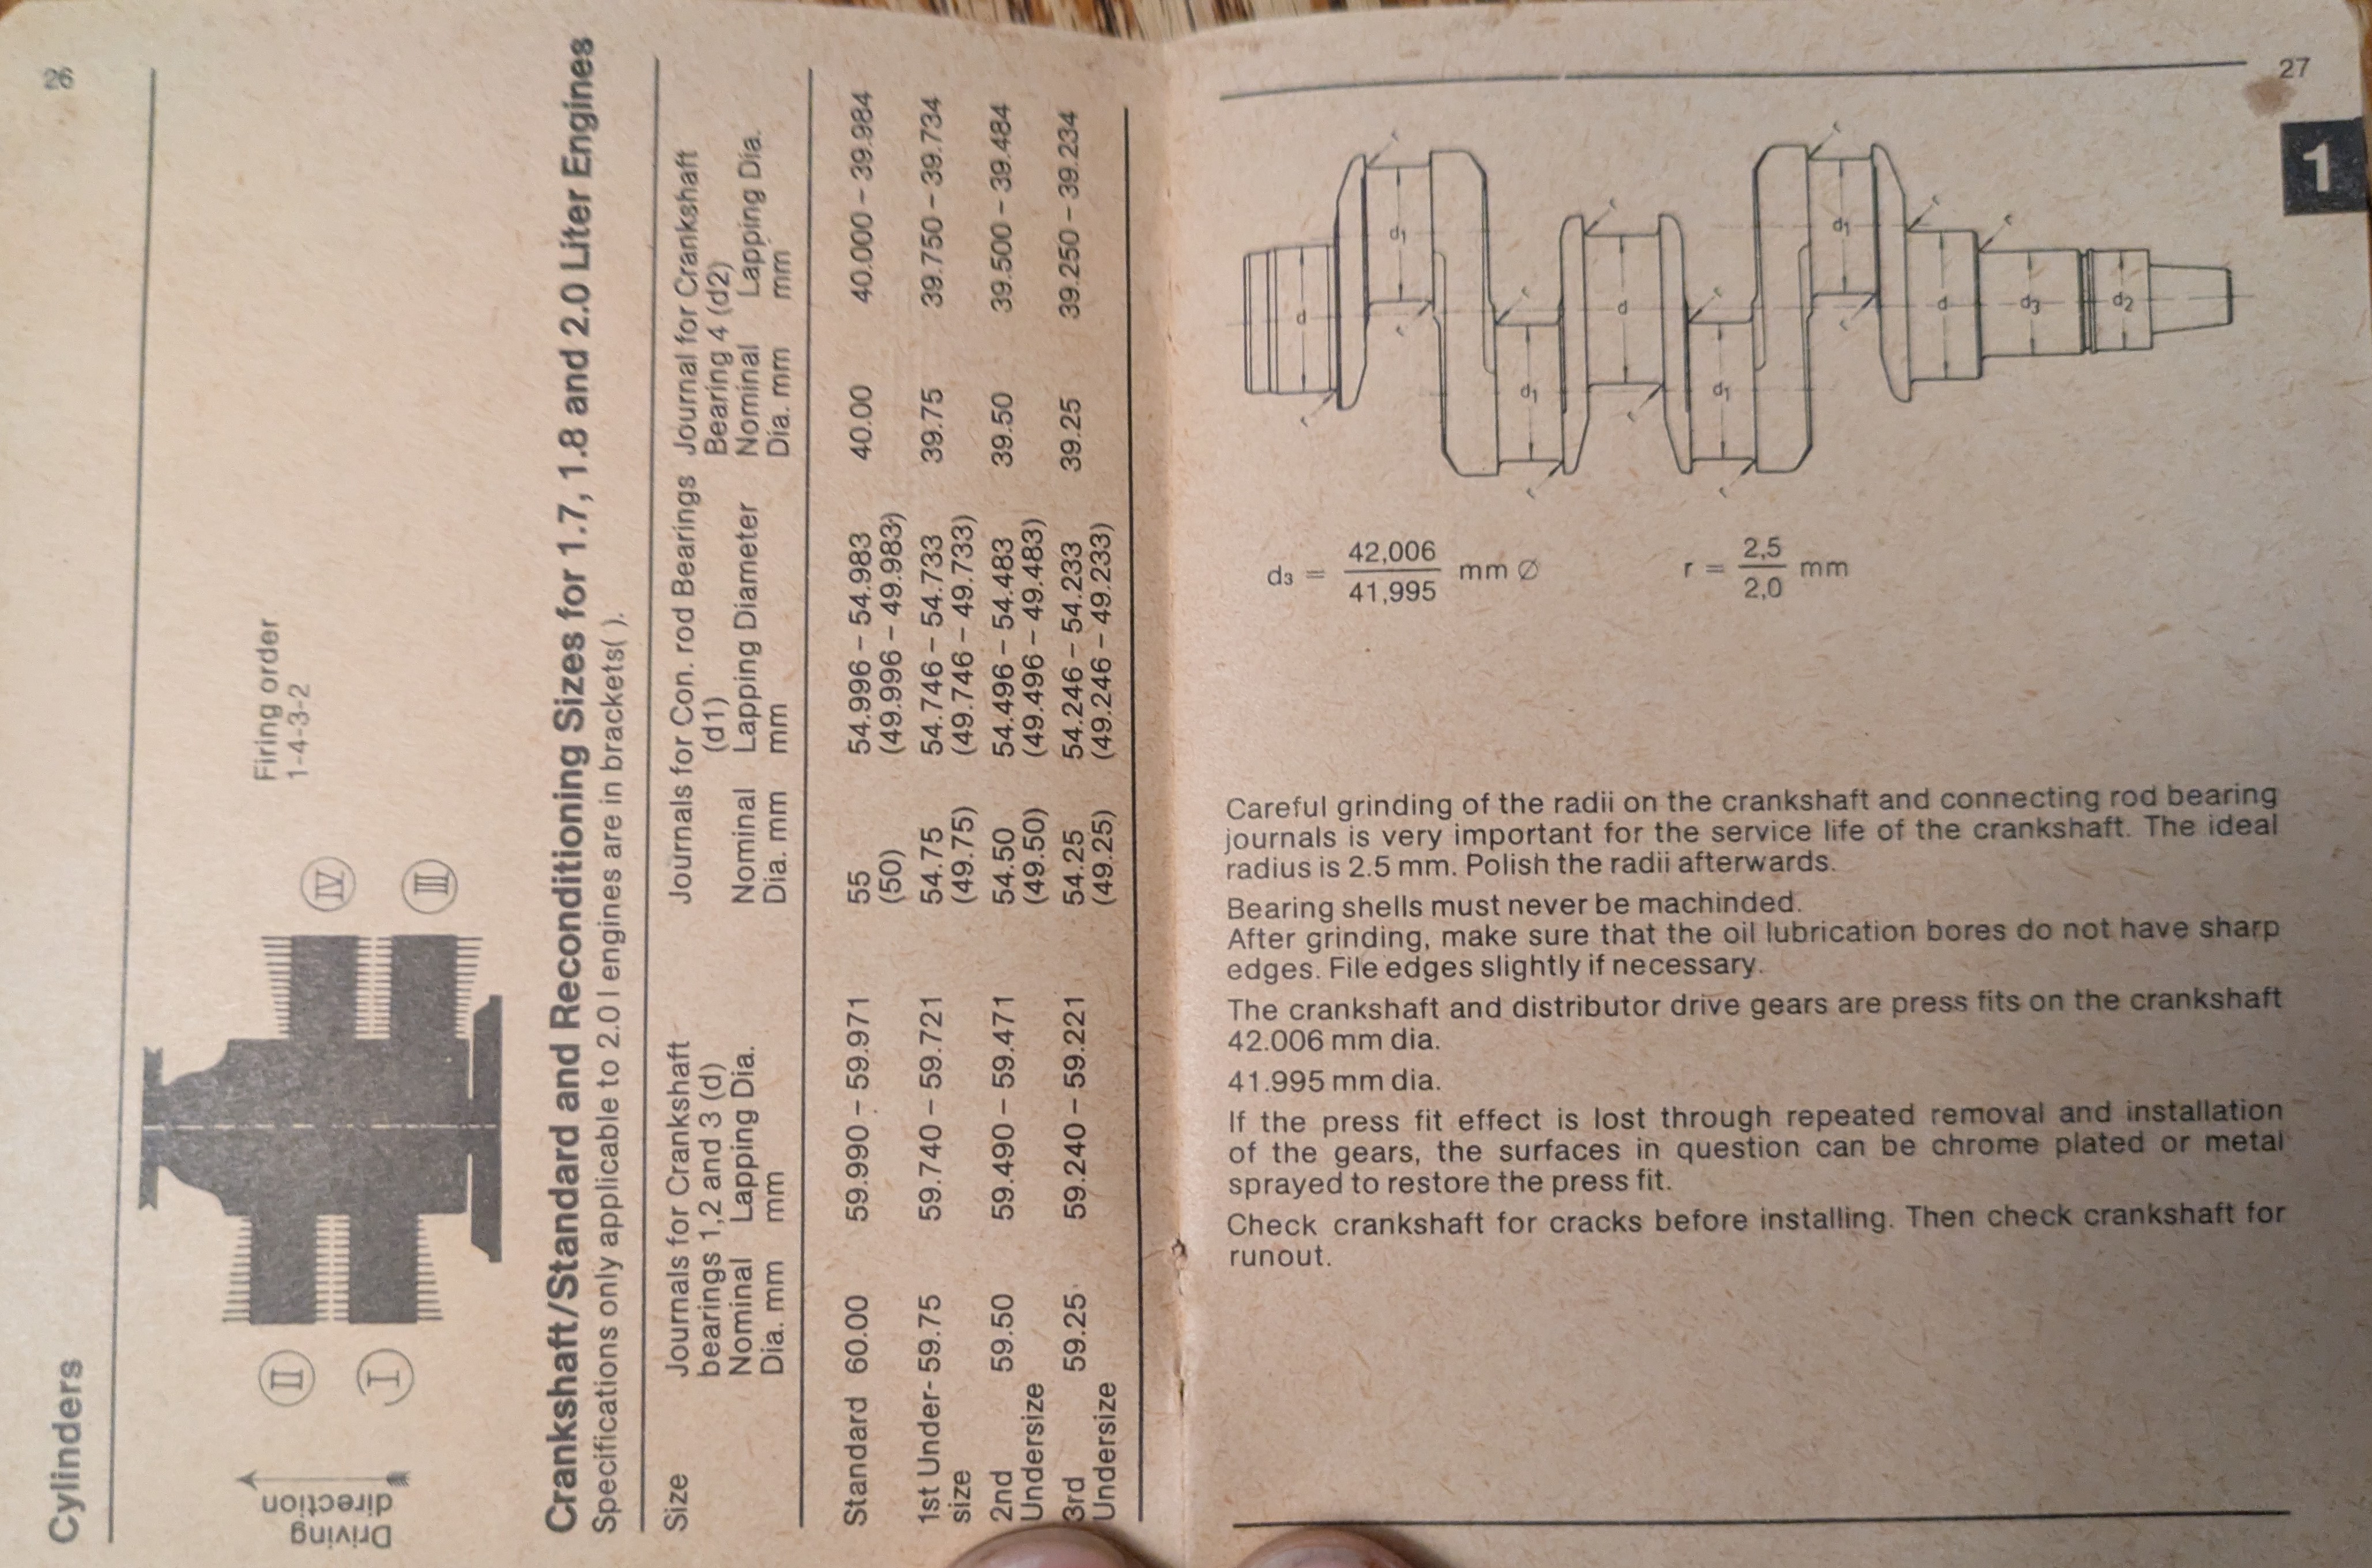 26
Cylinders
Firing order
1-4-3-2
IV
III
II
I
Driving
direction
Crankshaft/Standard and Reconditioning Sizes for 1.7, 1.8 and 2.0 Liter Engines
Specifications only applicable to 2.0 l engines are in brackets( ).
Size Journals for Crankshaft Journals for Con. rod Bearings Journal for Crankshaft
bearings 1,2 and 3 (d) (d1) Bearing 4 (d2)
Nominal Lapping Dia. Nominal Lapping Diameter Nominal Lapping Dia.
Dia. mm mm Dia. mm mm Dia. mm mm
Standard 60.00 59.990 – 59.971 55 54.996 – 54.983 40.00 40.000 – 39.984
(50) (49.996 – 49.983)
1st Under- 59.75 59.740 – 59.721 54.75 54.746 – 54.733 39.75 39.750 – 39.734
size (49.75) (49.746 – 49.733)
2nd 59.50 59.490 – 59.471 54.50 54.496 – 54.483 39.50 39.500 – 39.484
Undersize (49.50) (49.496 – 49.483)
3rd 59.25 59.240 – 59.221 54.25 54.246 – 54.233 39.25 39.250 – 39.234
Undersize (49.25) (49.246 – 49.233)
27
1
r r
d1 d1
r r r r
d r r d r r d d3 d2
r d1 r d1
r r
d3 = 42,006 / 41,995 mm Ø r = 2,5 / 2,0 mm
Careful grinding of the radii on the crankshaft and connecting rod bearing
journals is very important for the service life of the crankshaft. The ideal
radius is 2.5 mm. Polish the radii afterwards.
Bearing shells must never be machinded.
After grinding, make sure that the oil lubrication bores do not have sharp
edges. File edges slightly if necessary.
The crankshaft and distributor drive gears are press fits on the crankshaft
42.006 mm dia.
41.995 mm dia.
If the press fit effect is lost through repeated removal and installation
of the gears, the surfaces in question can be chrome plated or metal
sprayed to restore the press fit.
Check crankshaft for cracks before installing. Then check crankshaft for
runout.